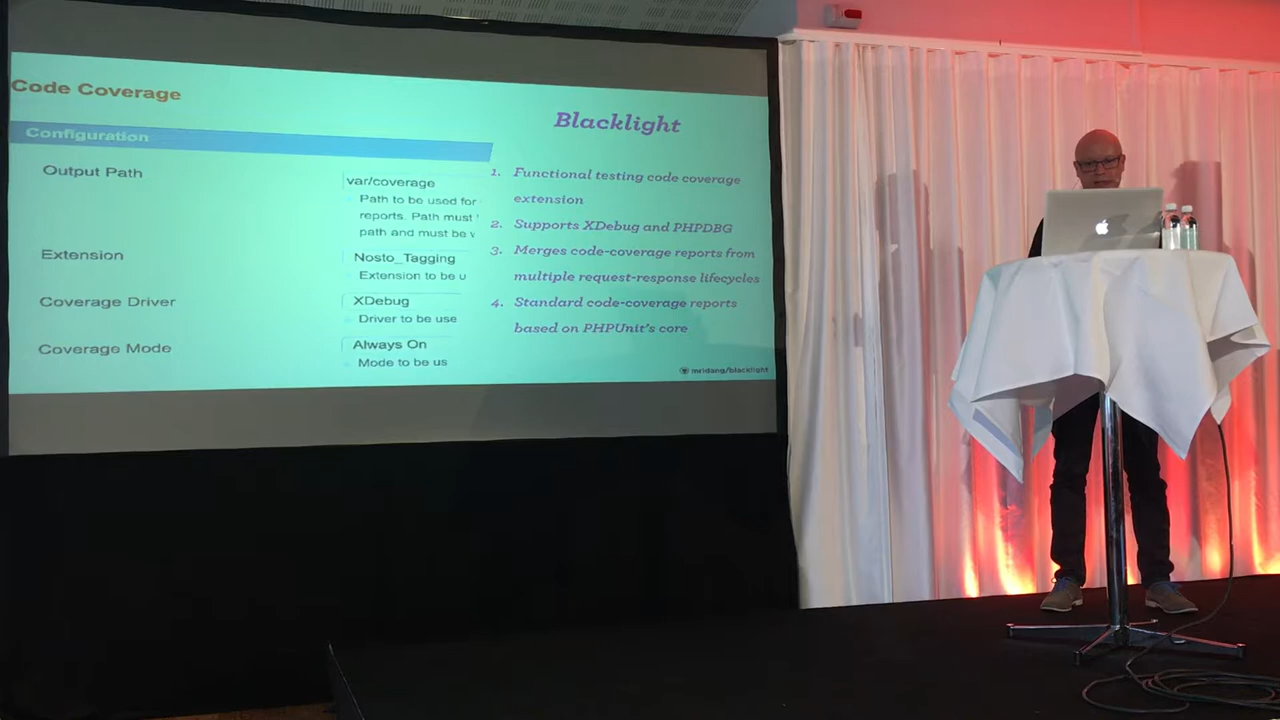 Code Coverage
Configuration
Output Path
var/coverage
Path to be used for
reports. Path must
path and must be v
Extension
Nosto_Tagging
Extension to be u
Coverage Driver
XDebug
Driver to be use
Coverage Mode
Always On
Mode to be us
Blacklight
1. Functional testing code coverage
extension
2. Supports XDebug and PHPDBG
3. Merges code-coverage reports from
multiple request-response lifecycles
4. Standard code-coverage reports
based on PHPUnit's core
mridang/blacklight